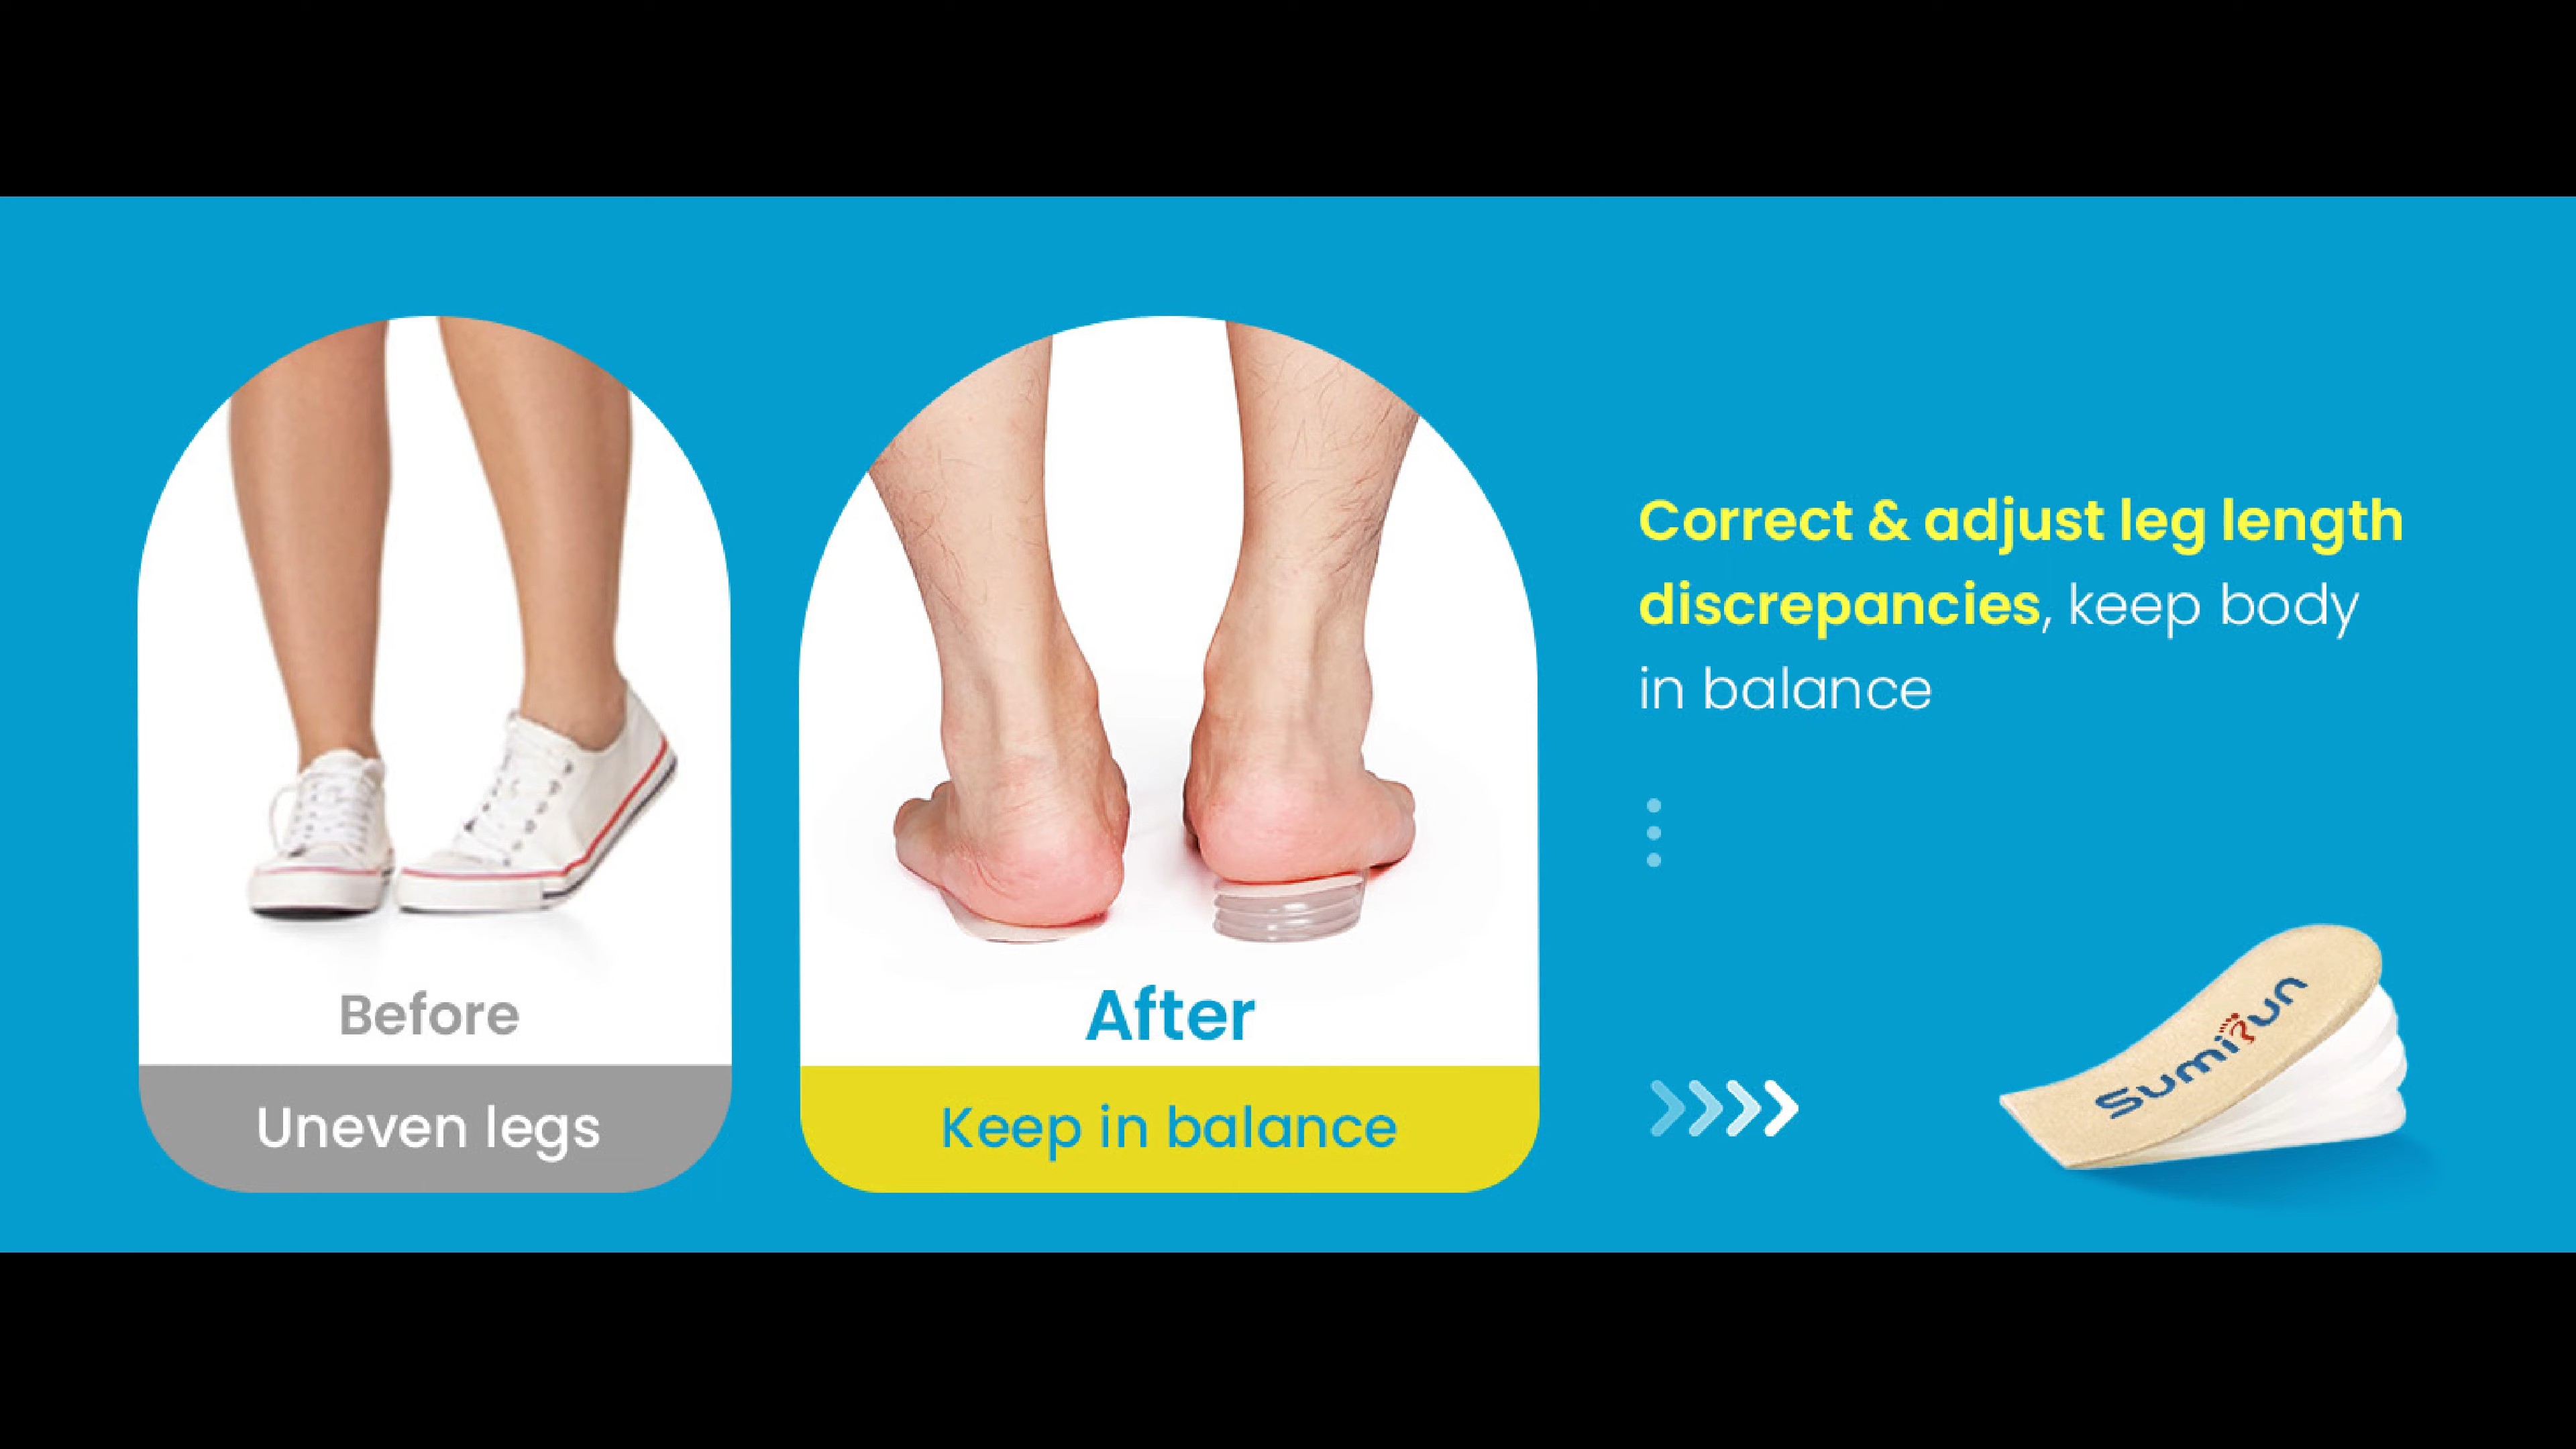 Before
Uneven legs
After
Keep in balance
Correct & adjust leg length
discrepancies, keep body
in balance
SumiRun